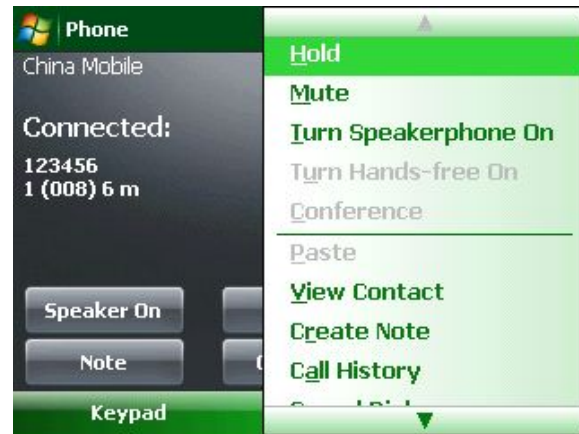 Phone
China Mobile
Connected:
123456
1 (008) 6 m
Speaker On
Note
Keypad
Hold
Mute
Turn Speakerphone On
Turn Hands-free On
Conference
Paste
View Contact
Create Note
Call History